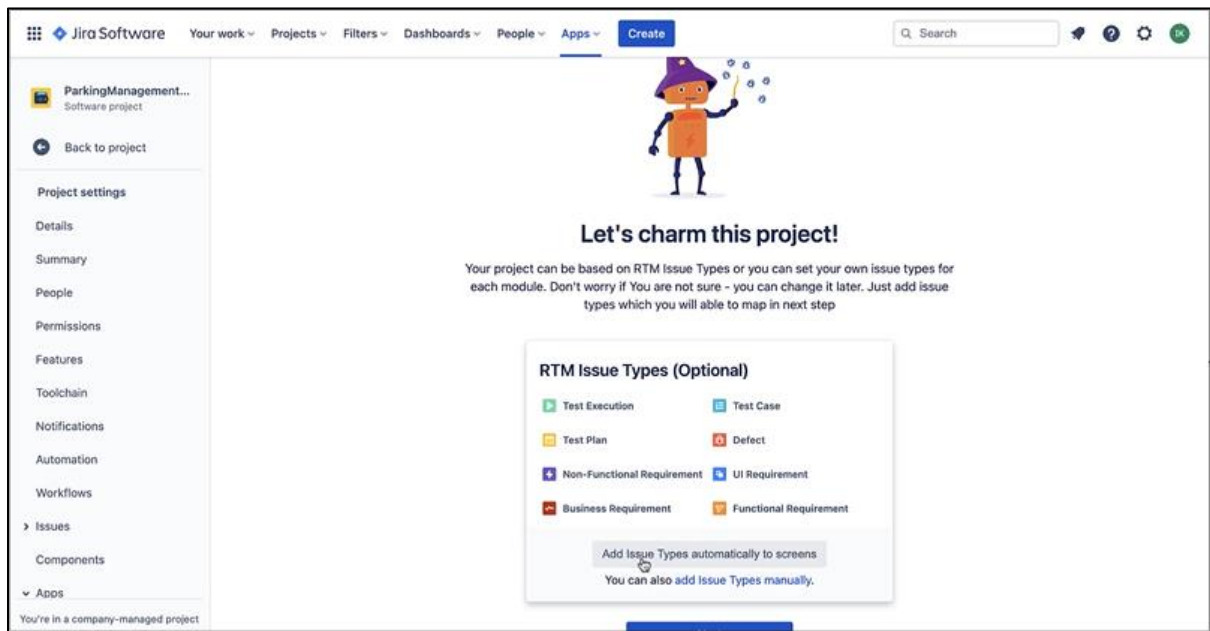 Jira Software
Your work
Projects
Filters
Dashboards
People
Apps
Create
Search
ParkingManagement...
Software project
Back to project
Project settings
Details
Summary
People
Permissions
Features
Toolchain
Notifications
Automation
Workflows
Issues
Components
Apps
You're in a company-managed project
Let's charm this project!
Your project can be based on RTM Issue Types or you can set your own issue types for
each module. Don't worry if You are not sure - you can change it later. Just add issue
types which you will able to map in next step
RTM Issue Types (Optional)
Test Execution
Test Case
Test Plan
Defect
Non-Functional Requirement
UI Requirement
Business Requirement
Functional Requirement
Add Issue Types automatically to screens
You can also add Issue Types manually.